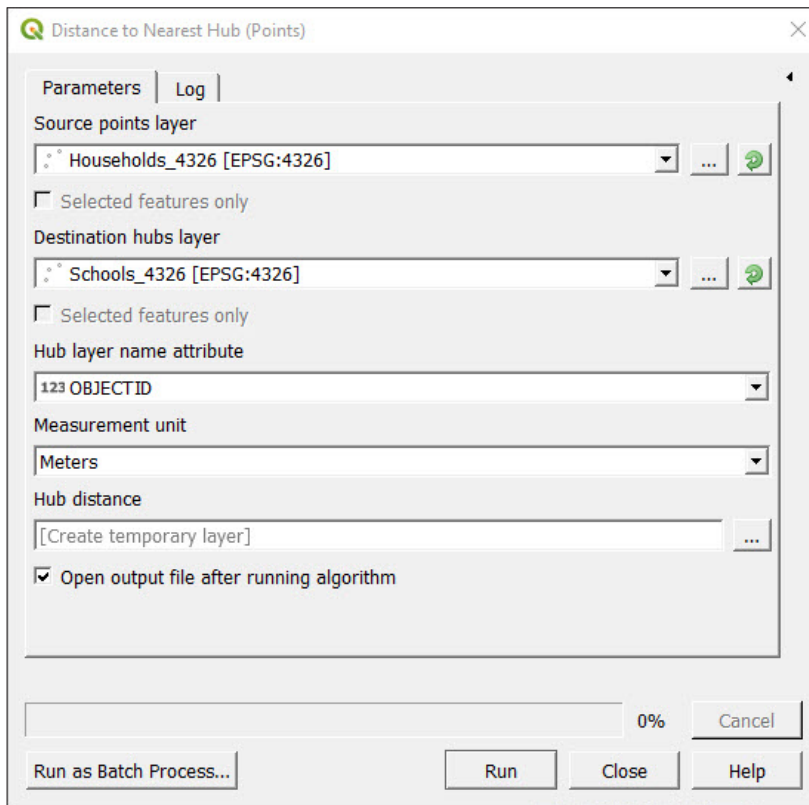 Distance to Nearest Hub (Points)
Parameters Log
Source points layer
Households_4326 [EPSG:4326] ...
Selected features only
Destination hubs layer
Schools_4326 [EPSG:4326] ...
Selected features only
Hub layer name attribute
123 OBJECTID
Measurement unit
Meters
Hub distance
[Create temporary layer] ...
Open output file after running algorithm
0% Cancel
Run as Batch Process... Run Close Help